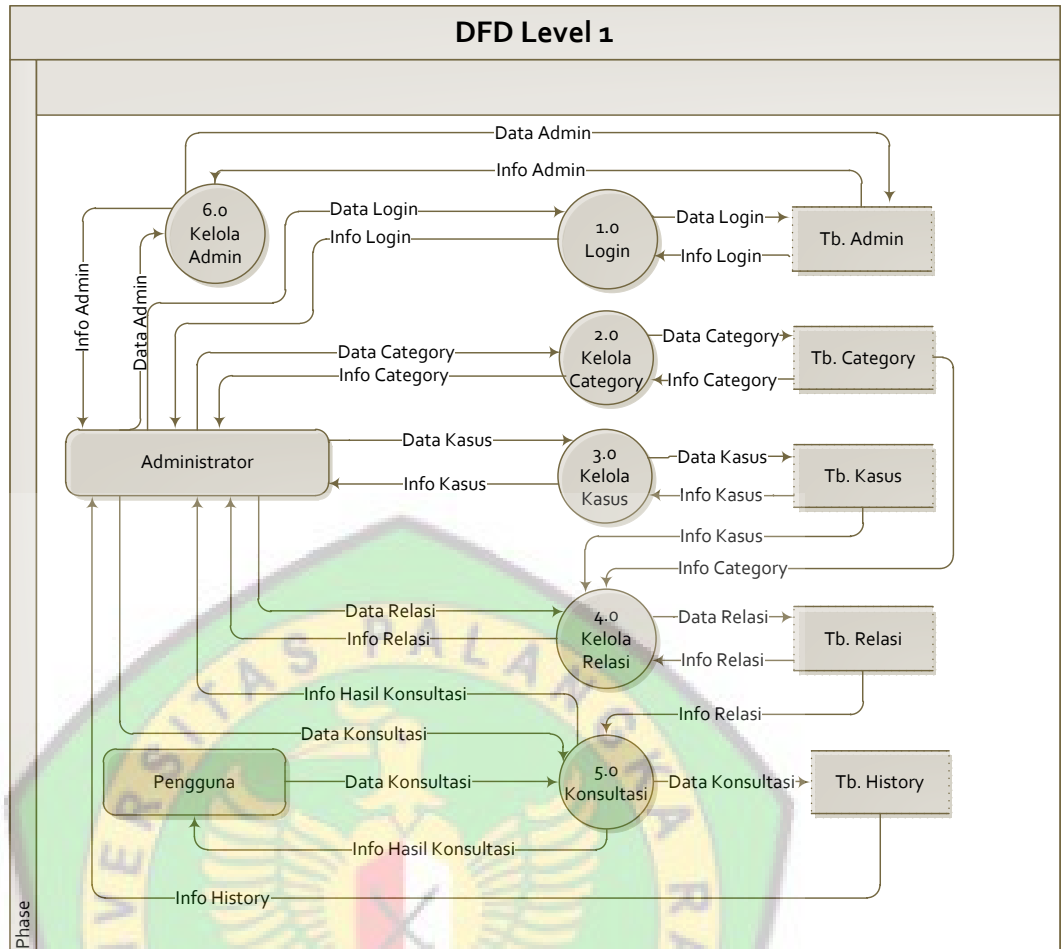 DFD Level 1
Data Admin
Info Admin
6.0
Kelola
Admin
Data Login
Info Login
1.0
Login
Data Login
Info Login
Tb. Admin
Info Admin
Data Admin
2.0
Kelola
Category
Data Category
Info Category
Data Category
Info Category
Tb. Category
Administrator
Data Kasus
Info Kasus
3.0
Kelola
Kasus
Data Kasus
Info Kasus
Tb. Kasus
Info Kasus
Info Category
Data Relasi
Info Relasi
4.0
Kelola
Relasi
Data Relasi
Info Relasi
Tb. Relasi
Info Hasil Konsultasi
Info Relasi
Data Konsultasi
Pengguna
Data Konsultasi
5.0
Konsultasi
Data Konsultasi
Tb. History
Info Hasil Konsultasi
Info History
Phase
VERSITAS PALANGKA RA